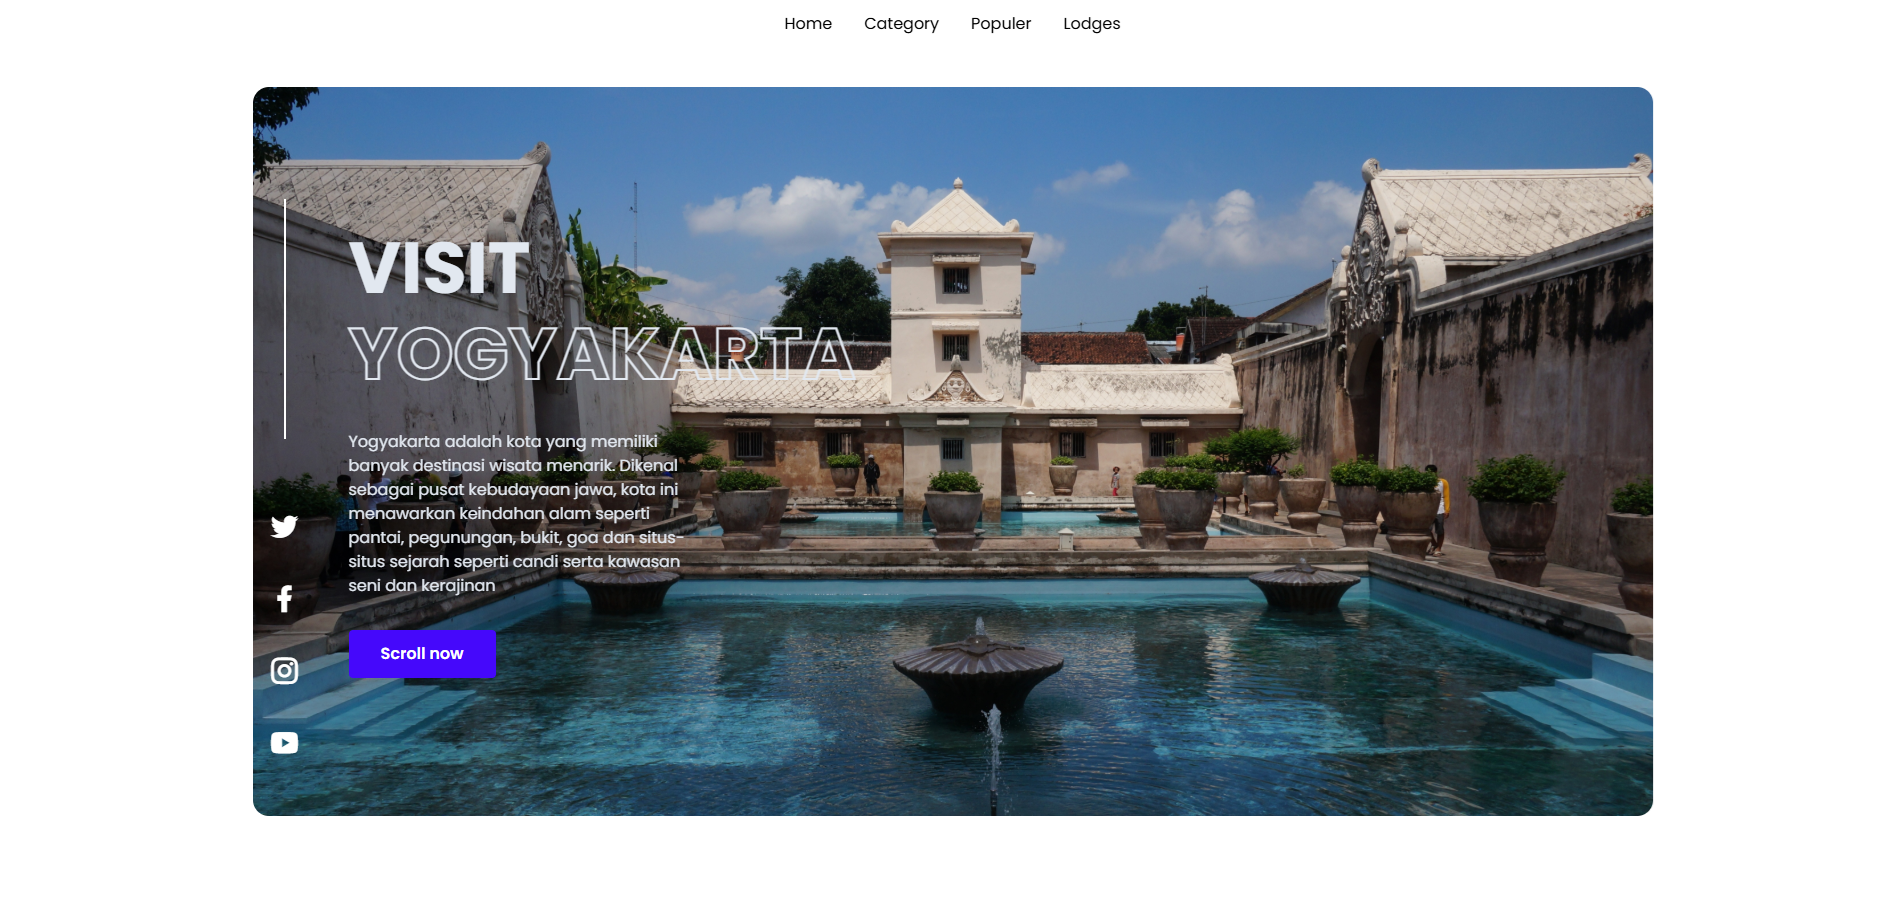 Home Category Populer Lodges
VISIT
YOGYAKARTA
Yogyakarta adalah kota yang memiliki
banyak destinasi wisata menarik. Dikenal
sebagai pusat kebudayaan jawa, kota ini
menawarkan keindahan alam seperti
pantai, pegunungan, bukit, goa dan situs-
situs sejarah seperti candi serta kawasan
seni dan kerajinan
Scroll now